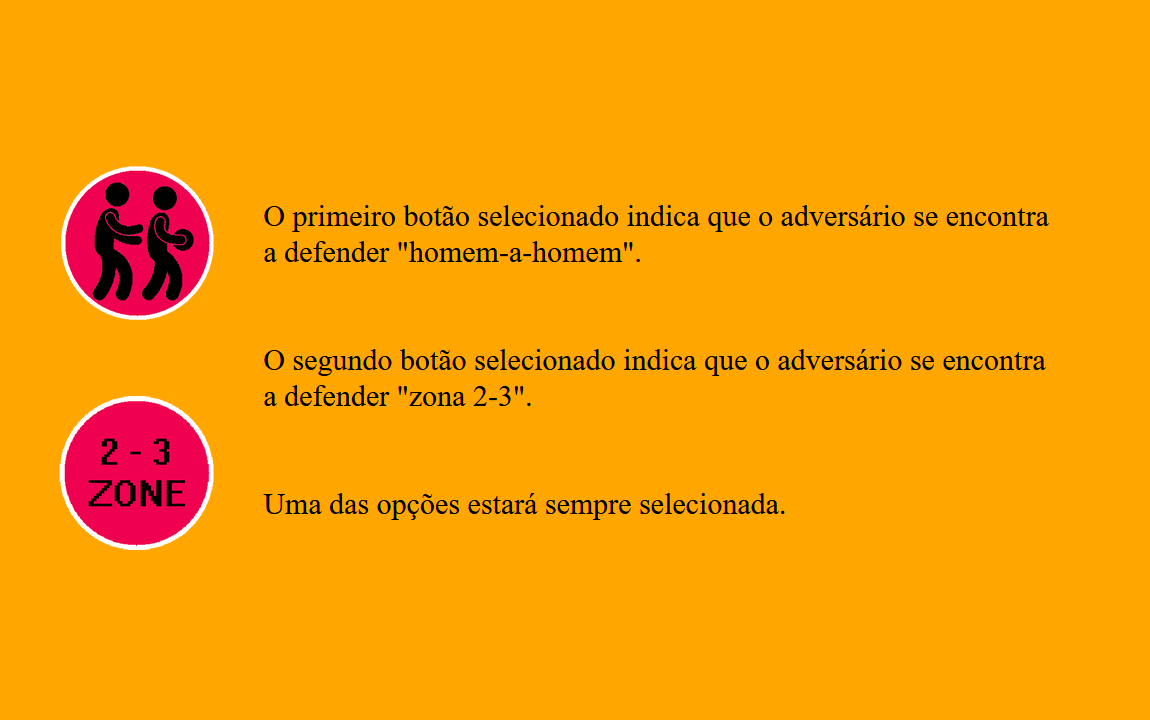 O primeiro botão selecionado indica que o adversário se encontra
a defender "homem-a-homem".
O segundo botão selecionado indica que o adversário se encontra
a defender "zona 2-3".
2 - 3
ZONE
Uma das opções estará sempre selecionada.